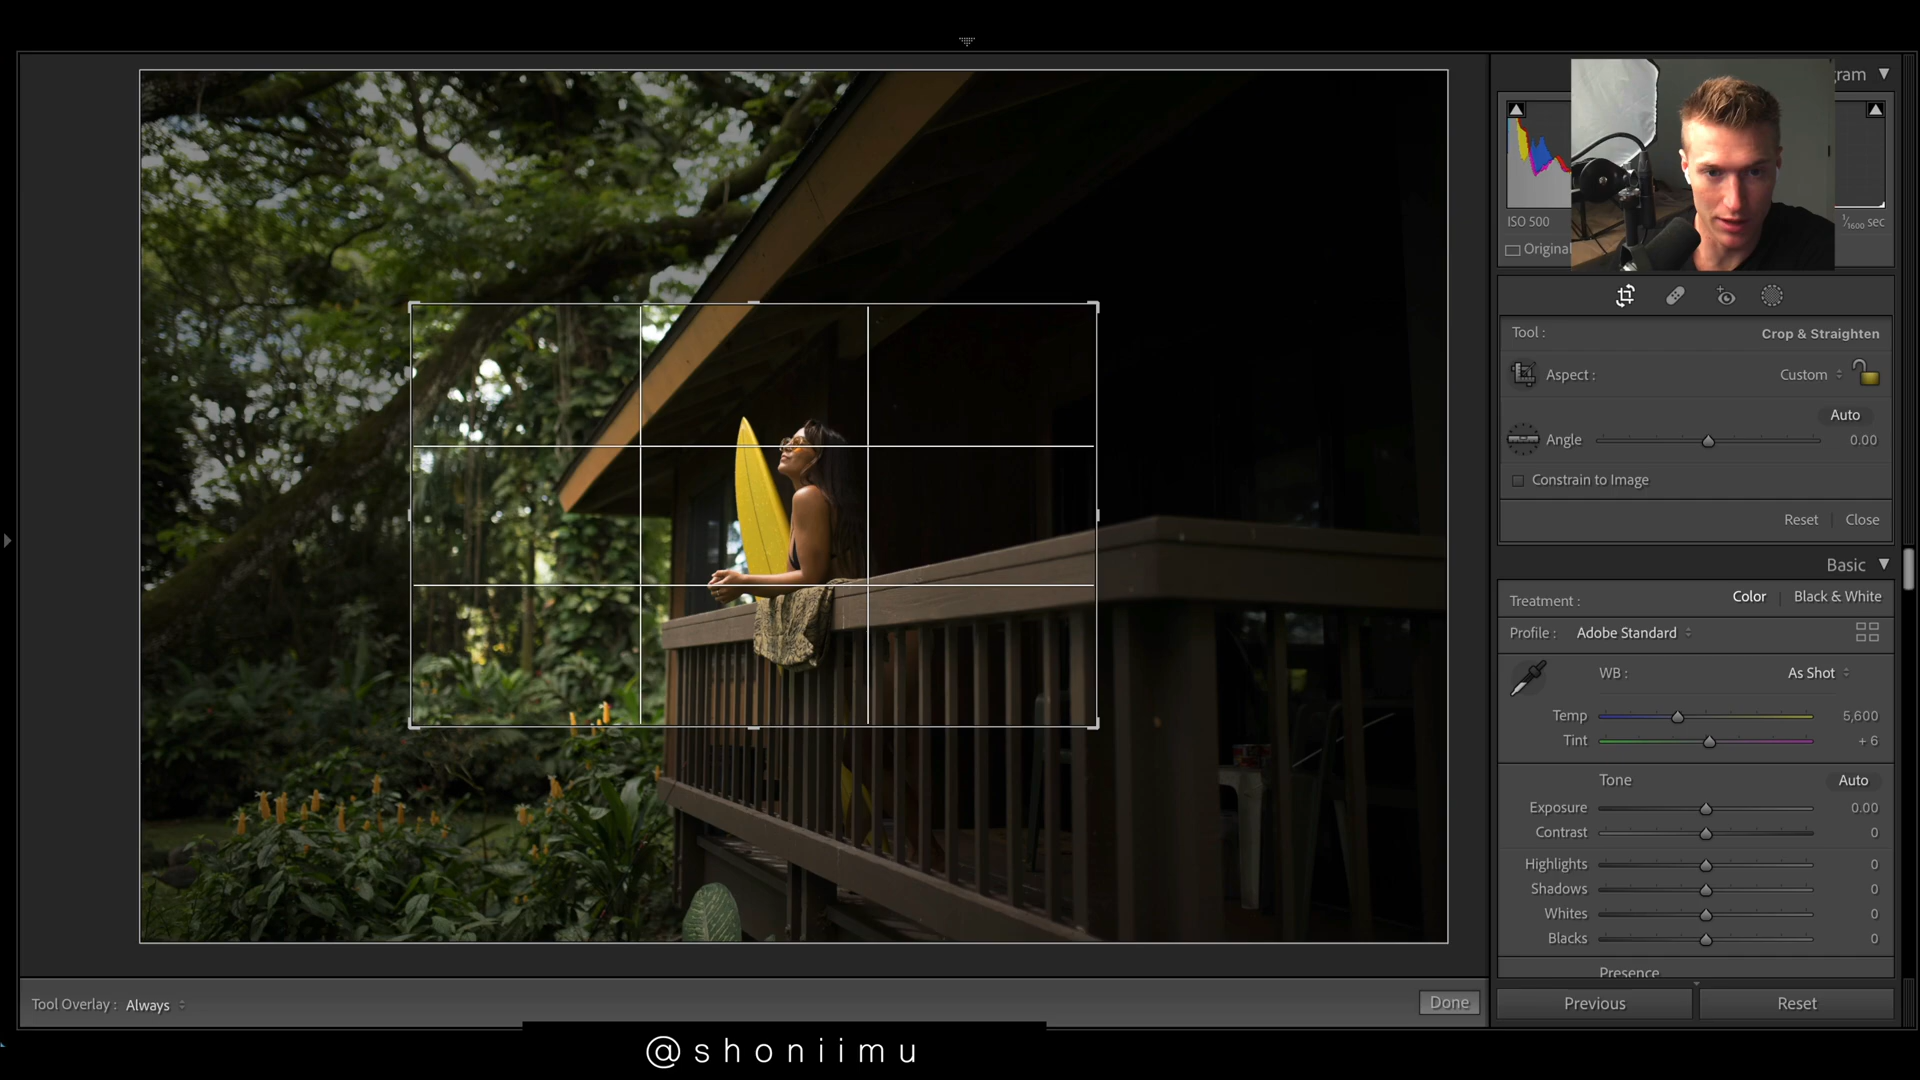 ram
ISO 500
1/1600 sec
Original
Tool :
Crop & Straighten
Aspect :
Custom
Auto
Angle
0.00
Constrain to Image
Reset
Close
Basic
Treatment :
Color
Black & White
Profile :
Adobe Standard
WB :
As Shot
Temp
5,600
Tint
+ 6
Tone
Auto
Exposure
0.00
Contrast
0
Highlights
0
Shadows
0
Whites
0
Blacks
0
Presence
Tool Overlay :
Always
Done
Previous
Reset
@shoniimu